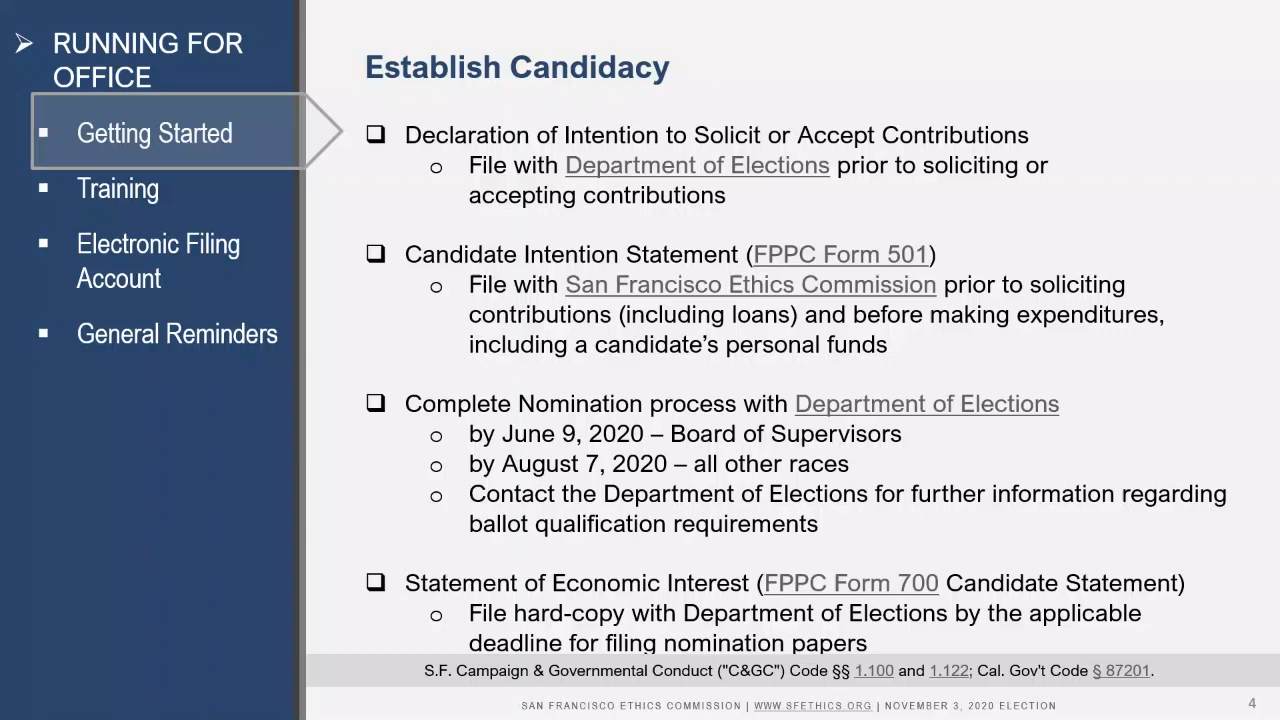 ➢ RUNNING FOR
OFFICE
▪ Getting Started
▪ Training
▪ Electronic Filing
Account
▪ General Reminders
Establish Candidacy
❑ Declaration of Intention to Solicit or Accept Contributions
o File with Department of Elections prior to soliciting or
accepting contributions
❑ Candidate Intention Statement (FPPC Form 501)
o File with San Francisco Ethics Commission prior to soliciting
contributions (including loans) and before making expenditures,
including a candidate’s personal funds
❑ Complete Nomination process with Department of Elections
o by June 9, 2020 – Board of Supervisors
o by August 7, 2020 – all other races
o Contact the Department of Elections for further information regarding
ballot qualification requirements
❑ Statement of Economic Interest (FPPC Form 700 Candidate Statement)
o File hard-copy with Department of Elections by the applicable
deadline for filing nomination papers
S.F. Campaign & Governmental Conduct ("C&GC") Code §§ 1.100 and 1.122; Cal. Gov't Code § 87201.
SAN FRANCISCO ETHICS COMMISSION | WWW.SFETHICS.ORG | NOVEMBER 3, 2020 ELECTION
4